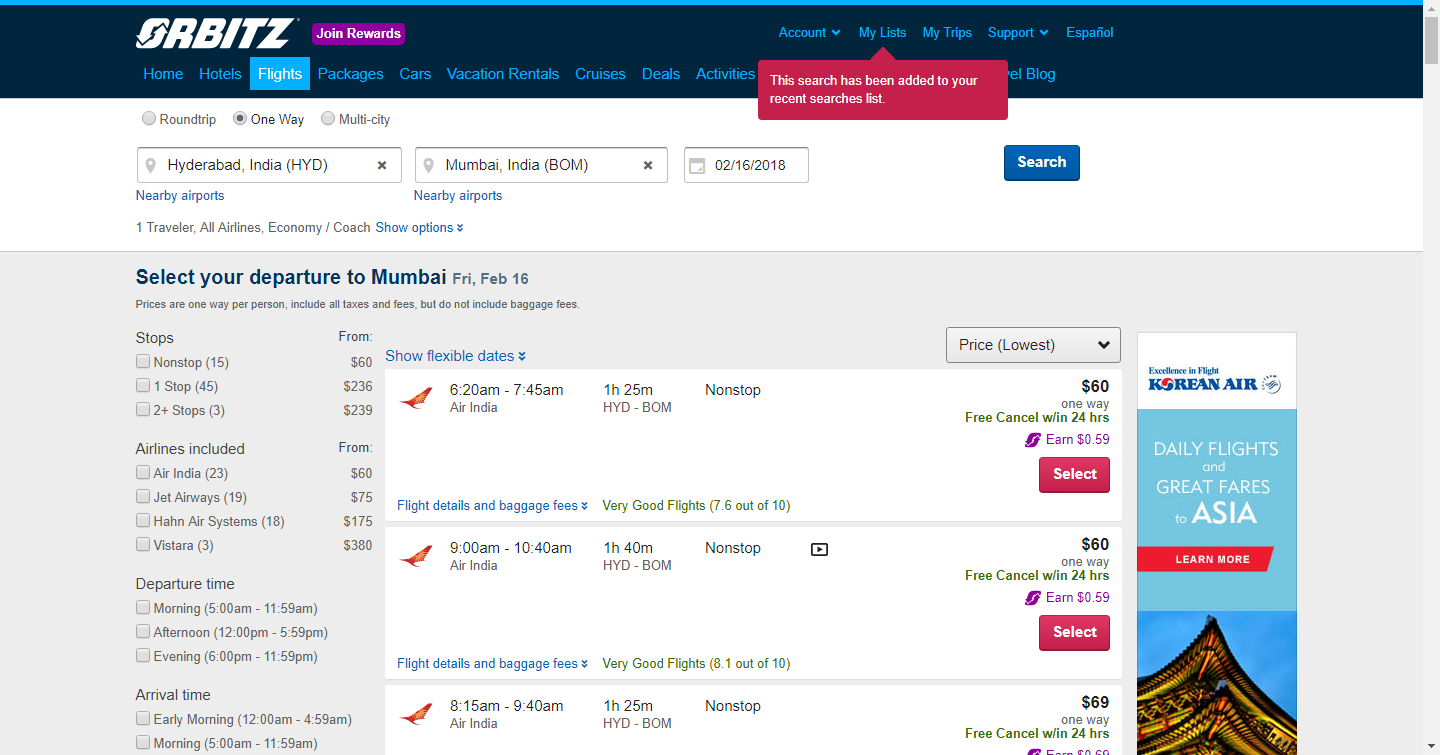 ORBITZ Join Rewards
Account My Lists My Trips Support Español
Home Hotels Flights Packages Cars Vacation Rentals Cruises Deals Activities
This search has been added to your
recent searches list.
Blog
Roundtrip One Way Multi-city
Hyderabad, India (HYD) Mumbai, India (BOM) 02/16/2018 Search
Nearby airports Nearby airports
1 Traveler, All Airlines, Economy / Coach Show options
Select your departure to Mumbai Fri, Feb 16
Prices are one way per person, include all taxes and fees, but do not include baggage fees.
Stops From:
Nonstop (15) $60
1 Stop (45) $236
2+ Stops (3) $239
Airlines included From:
Air India (23) $60
Jet Airways (19) $75
Hahn Air Systems (18) $175
Vistara (3) $380
Departure time
Morning (5:00am - 11:59am)
Afternoon (12:00pm - 5:59pm)
Evening (6:00pm - 11:59pm)
Arrival time
Early Morning (12:00am - 4:59am)
Morning (5:00am - 11:59am)
Show flexible dates
Price (Lowest)
6:20am - 7:45am 1h 25m Nonstop $60
Air India HYD - BOM one way
Free Cancel w/in 24 hrs
Earn $0.59
Select
Flight details and baggage fees Very Good Flights (7.6 out of 10)
9:00am - 10:40am 1h 40m Nonstop $60
Air India HYD - BOM one way
Free Cancel w/in 24 hrs
Earn $0.59
Select
Flight details and baggage fees Very Good Flights (8.1 out of 10)
8:15am - 9:40am 1h 25m Nonstop $69
Air India HYD - BOM one way
Free Cancel w/in 24 hrs
Earn $0.69
Excellence in Flight
KOREAN AIR
DAILY FLIGHTS
and
GREAT FARES
to ASIA
LEARN MORE